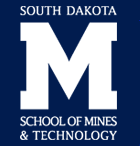 SOUTH DAKOTA
M
SCHOOL OF MINES
& TECHNOLOGY